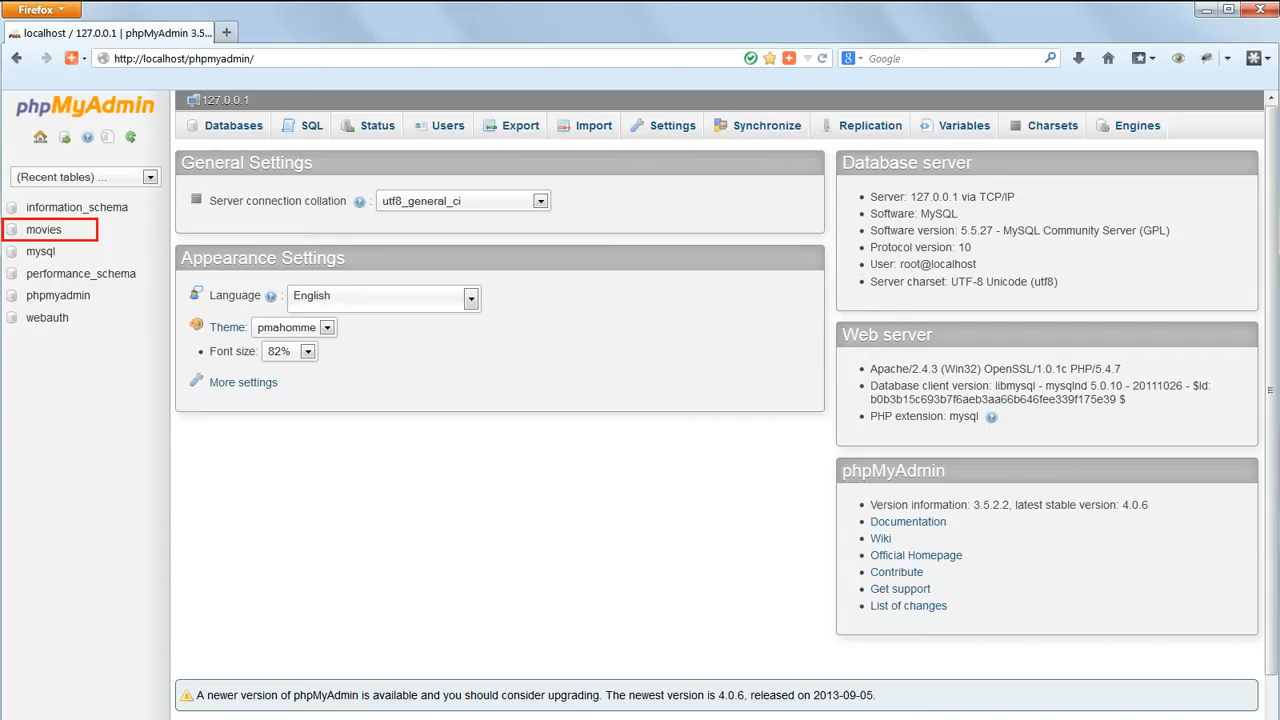 Firefox
localhost / 127.0.0.1 | phpMyAdmin 3.5...
http://localhost/phpmyadmin/
Google
phpMyAdmin
(Recent tables) ...
information_schema
movies
mysql
performance_schema
phpmyadmin
webauth
127.0.0.1
Databases SQL Status Users Export Import Settings Synchronize Replication Variables Charsets Engines
General Settings
Server connection collation : utf8_general_ci
Appearance Settings
Language : English
Theme: pmahomme
Font size: 82%
More settings
Database server
Server: 127.0.0.1 via TCP/IP
Software: MySQL
Software version: 5.5.27 - MySQL Community Server (GPL)
Protocol version: 10
User: root@localhost
Server charset: UTF-8 Unicode (utf8)
Web server
Apache/2.4.3 (Win32) OpenSSL/1.0.1c PHP/5.4.7
Database client version: libmysql - mysqlnd 5.0.10 - 20111026 - $Id:
b0b3b15c693b7f6aeb3aa66b646fee339f175e39 $
PHP extension: mysql
phpMyAdmin
Version information: 3.5.2.2, latest stable version: 4.0.6
Documentation
Wiki
Official Homepage
Contribute
Get support
List of changes
A newer version of phpMyAdmin is available and you should consider upgrading. The newest version is 4.0.6, released on 2013-09-05.